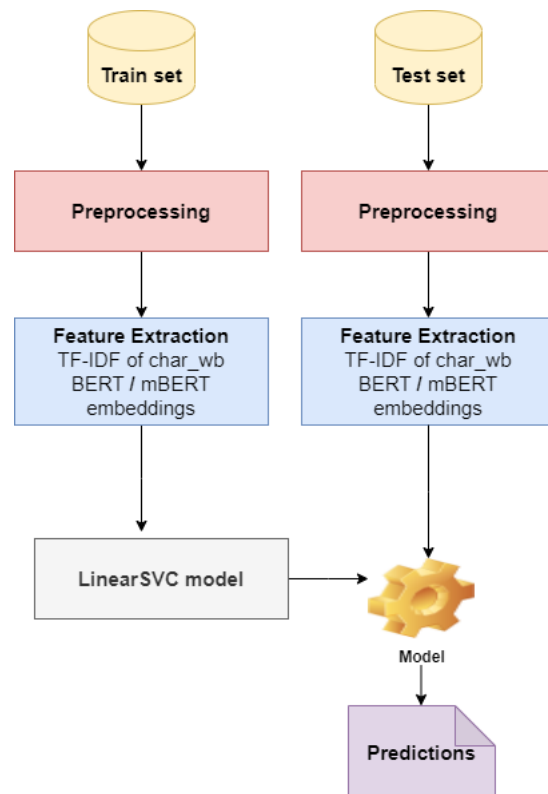 Train set
Test set
Preprocessing
Preprocessing
Feature Extraction
TF-IDF of char_wb
BERT / mBERT
embeddings
Feature Extraction
TF-IDF of char_wb
BERT / mBERT
embeddings
LinearSVC model
Model
Predictions